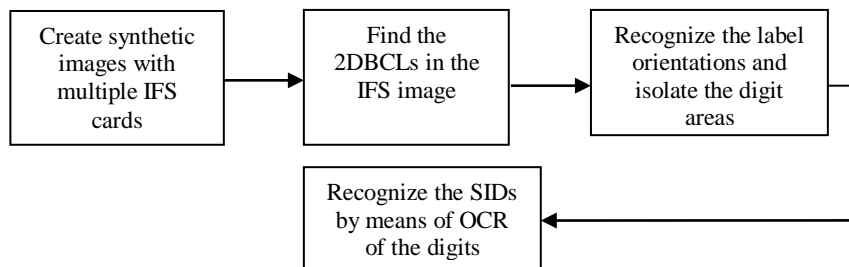 Create synthetic
images with
multiple IFS
cards
Find the
2DBCLs in the
IFS image
Recognize the label
orientations and
isolate the digit
areas
Recognize the SIDs
by means of OCR
of the digits